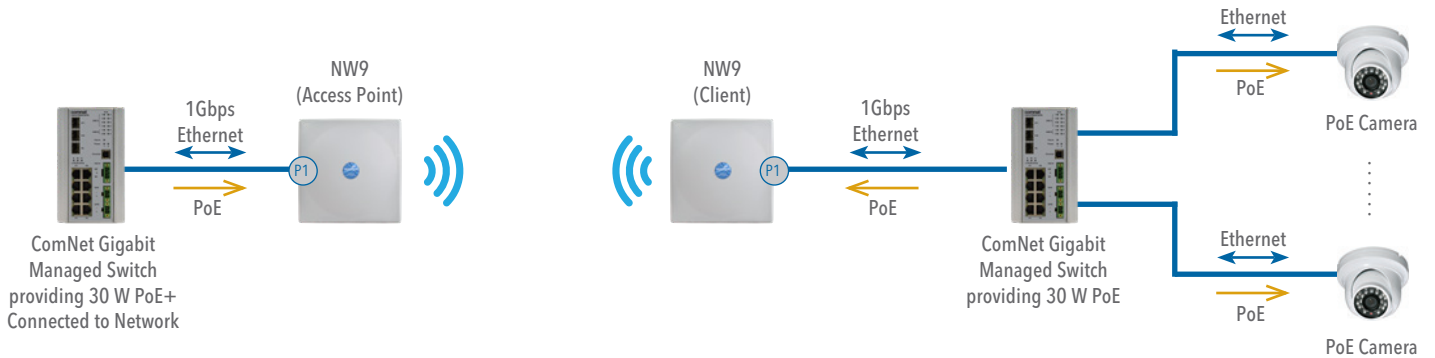 NW9
(Access Point)
1Gbps
Ethernet
P1
PoE
ComNet Gigabit
Managed Switch
providing 30 W PoE+
Connected to Network
NW9
(Client)
P1
1Gbps
Ethernet
PoE
ComNet Gigabit
Managed Switch
providing 30 W PoE
Ethernet
PoE
PoE Camera
Ethernet
PoE
PoE Camera